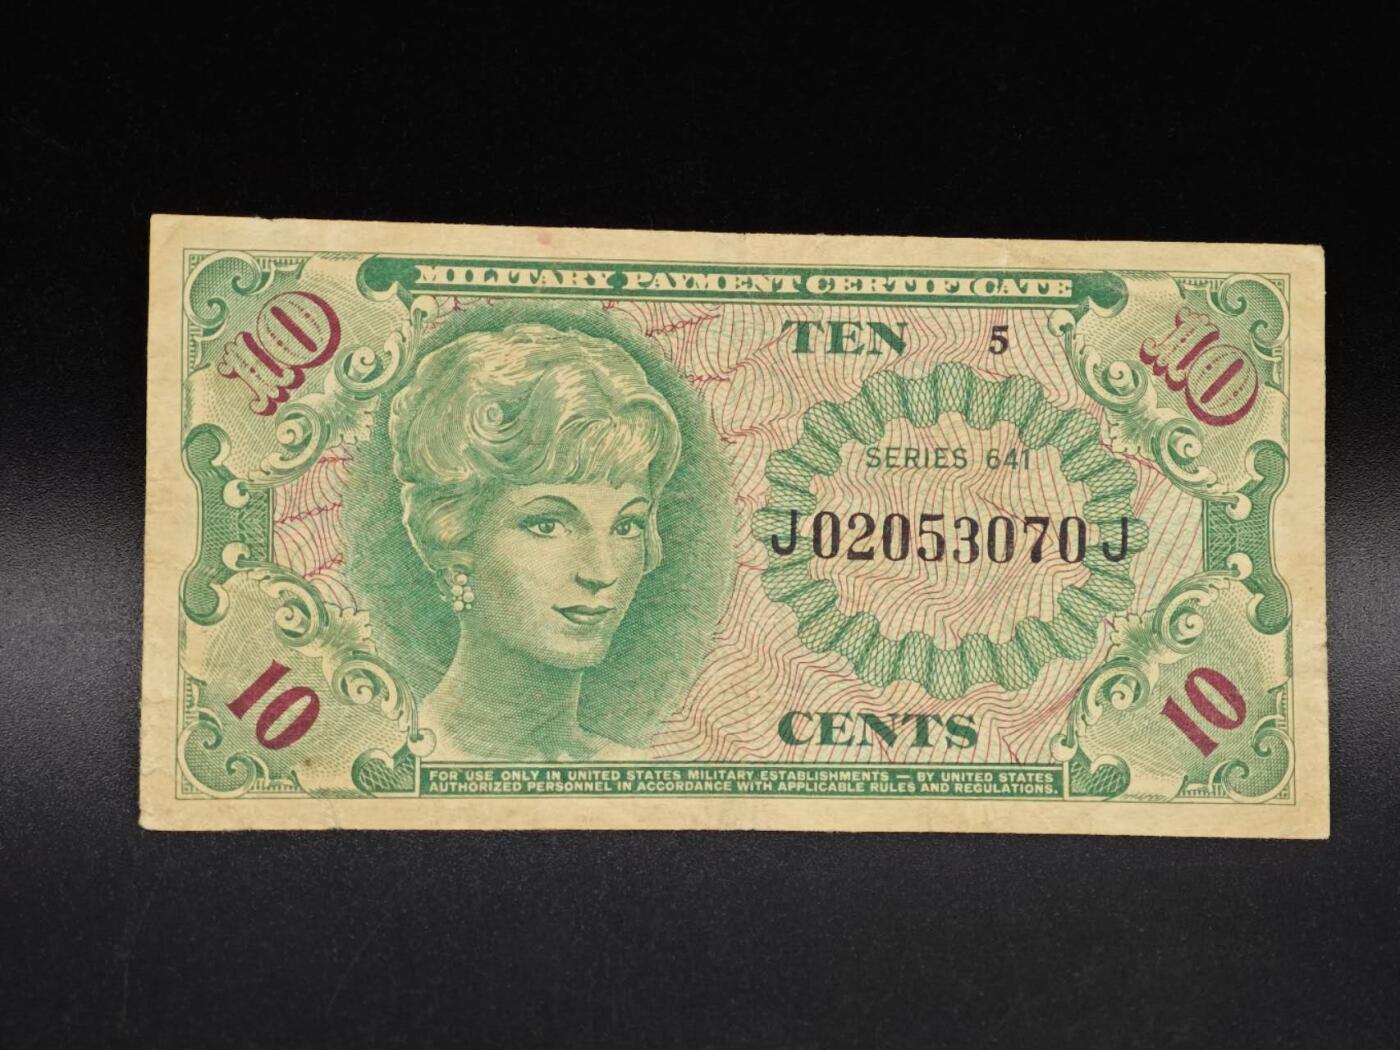 MILITARY PAYMENT CERTIFICATE
10
10
TEN 5
SERIES 641
J02053070J
10
10
CENTS
FOR USE ONLY IN UNITED STATES MILITARY ESTABLISHMENTS — BY UNITED STATES
AUTHORIZED PERSONNEL IN ACCORDANCE WITH APPLICABLE RULES AND REGULATIONS.